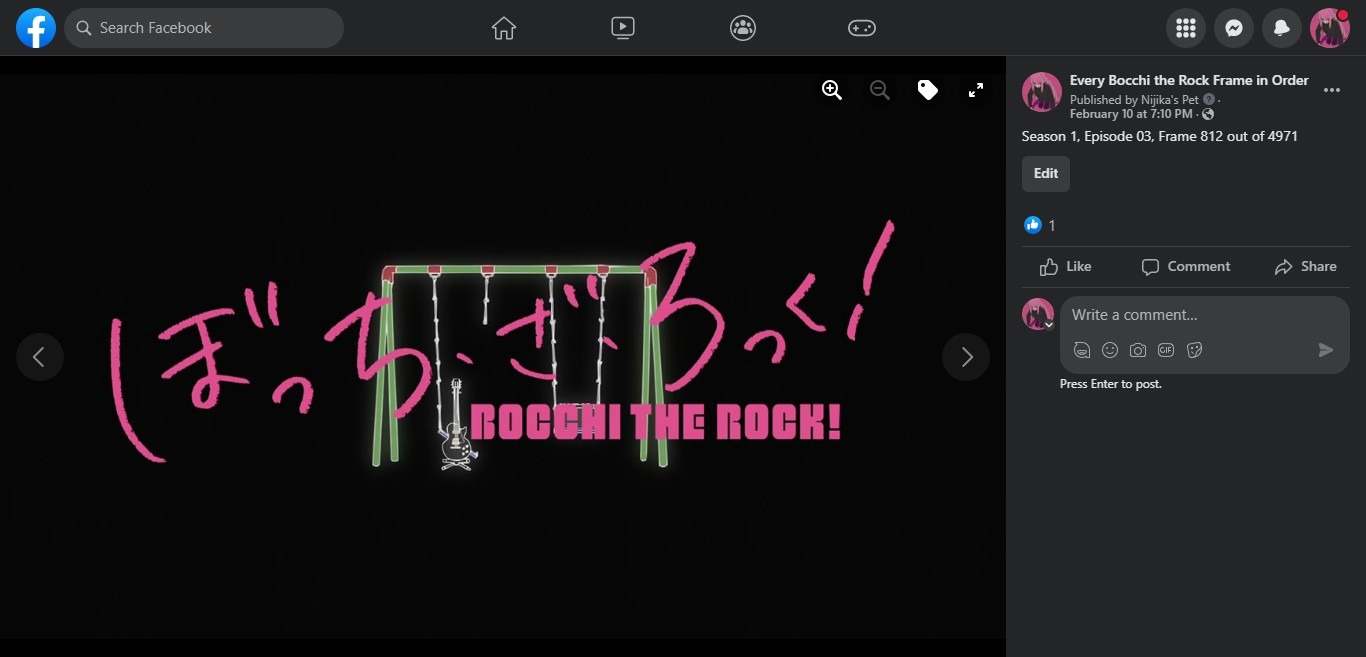 Search Facebook
ぼっち・ざ・ろっく!
BOCCHI THE ROCK!
Every Bocchi the Rock Frame in Order
Published by Nijika's Pet ·
February 10 at 7:10 PM ·
Season 1, Episode 03, Frame 812 out of 4971
Edit
1
Like Comment Share
Write a comment...
GIF
Press Enter to post.